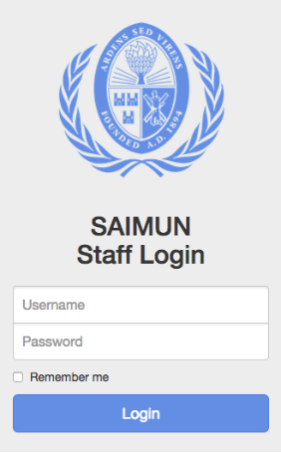 ARDENS SED VIRENS
FOUNDED A.D. 1894
SAIMUN
Staff Login
Username
Password
Remember me
Login